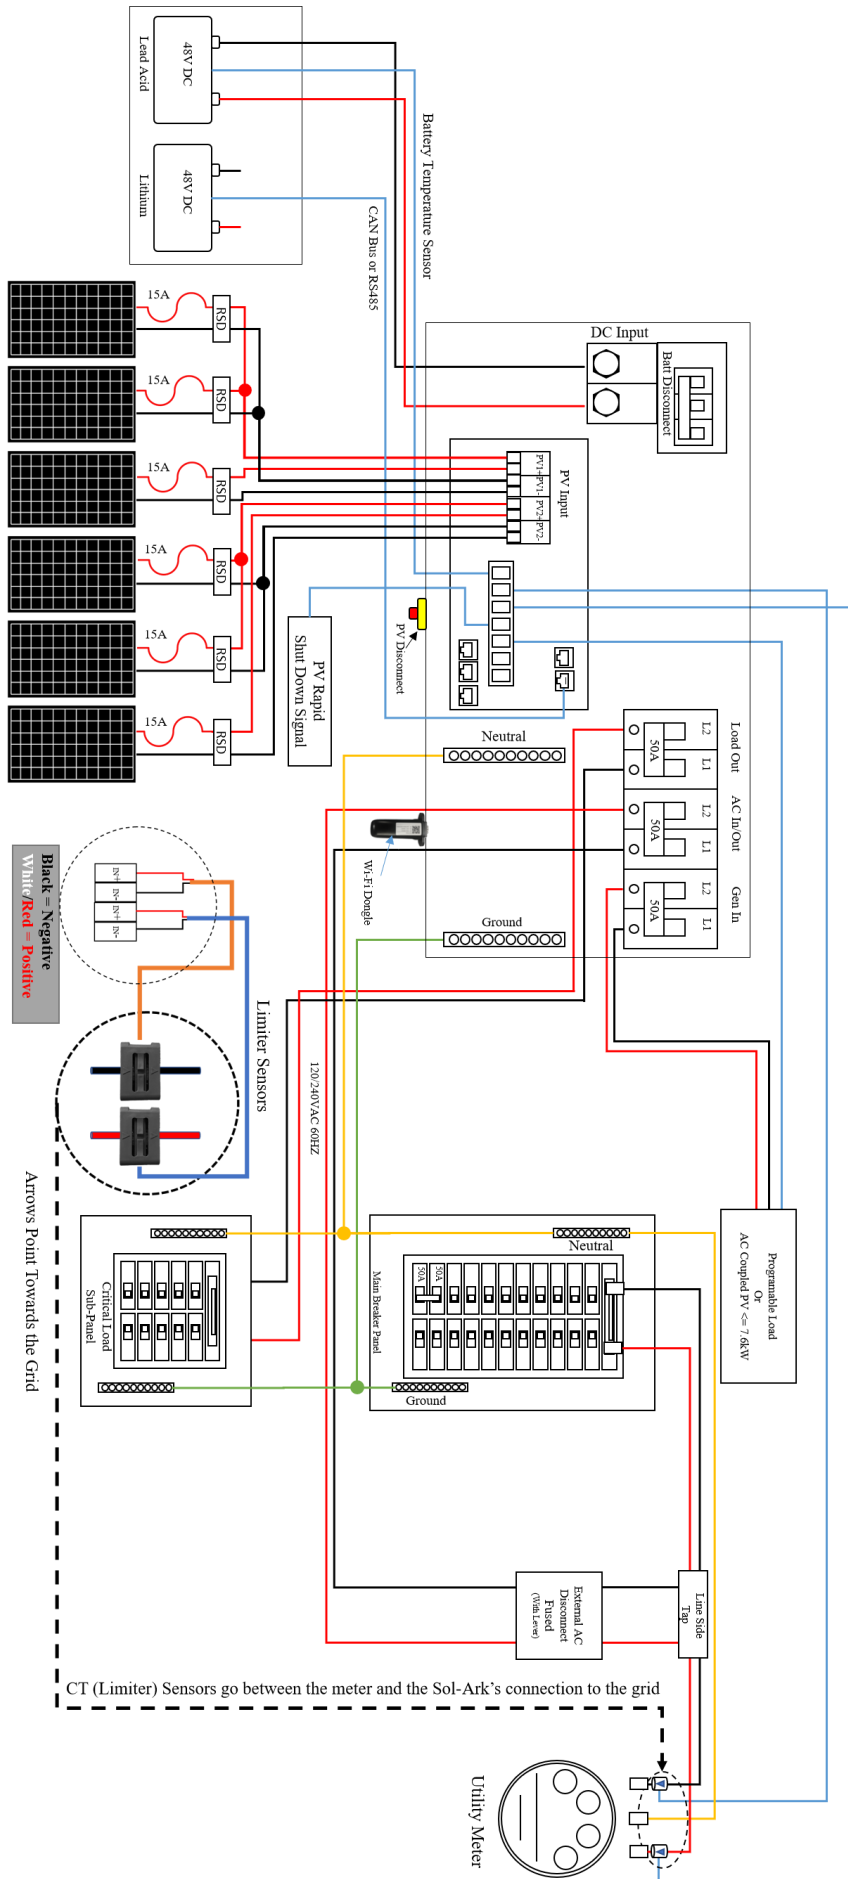 48V DC
Lead Acid
48V DC
Lithium
Battery Temperature Sensor
CAN Bus or RS485
15A
RSD
15A
RSD
15A
RSD
15A
RSD
15A
RSD
15A
RSD
DC Input
Batt Disconnect
PV Input
PV1+
PV1-
PV2+
PV2-
PV Disconnect
PV Rapid
Shut Down Signal
Neutral
Load Out
L2
L1
50A
AC In/Out
L2
L1
50A
Gen In
L2
L1
50A
Wi-Fi Dongle
Ground
IN+
IN-
IN+
IN-
Black = Negative
White/Red = Positive
Limiter Sensors
120/240VAC 60HZ
Arrows Point Towards the Grid
Programable Load
Or
AC Coupled PV <= 7.6kW
Neutral
50A
50A
Main Breaker Panel
Critical Load
Sub-Panel
Ground
External AC
Disconnect
Fused
(With Lever)
Line Side
Tap
CT (Limiter) Sensors go between the meter and the Sol-Ark's connection to the grid
Utility Meter